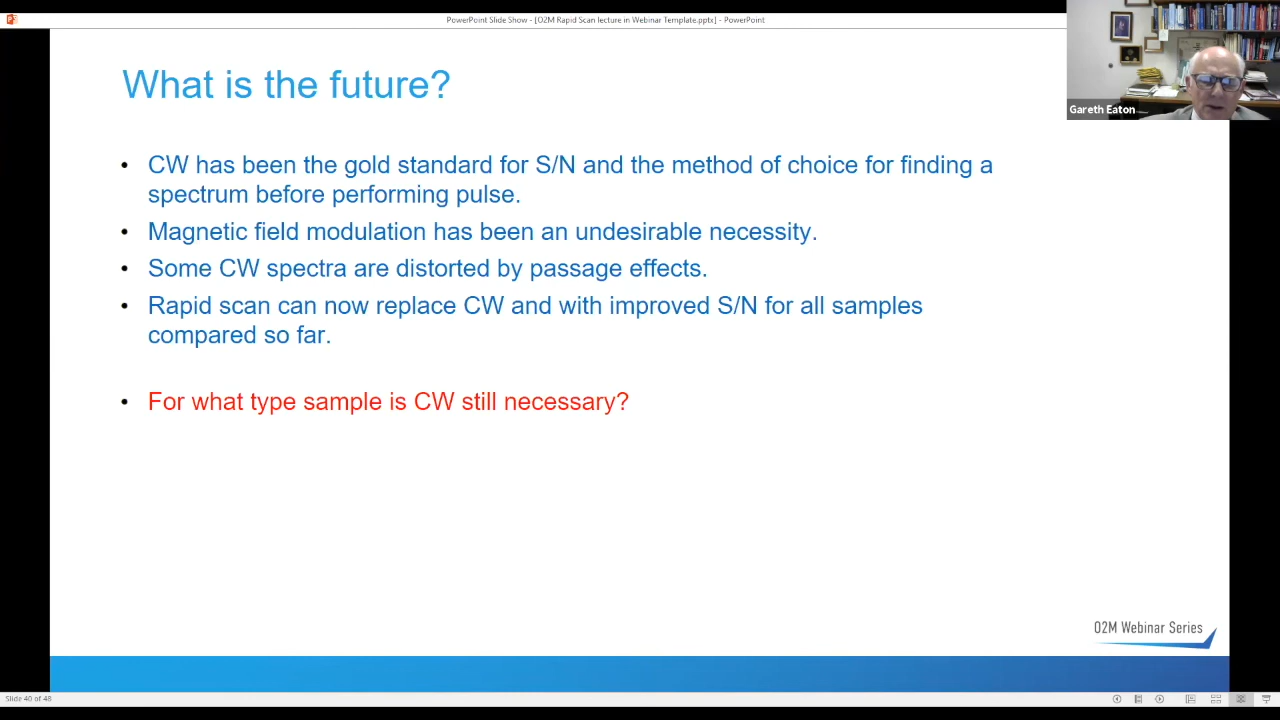 PowerPoint Slide Show - [O2M Rapid Scan lecture in Webinar Template.pptx] - PowerPoint
Gareth Eaton
What is the future?
• CW has been the gold standard for S/N and the method of choice for finding a
spectrum before performing pulse.
• Magnetic field modulation has been an undesirable necessity.
• Some CW spectra are distorted by passage effects.
• Rapid scan can now replace CW and with improved S/N for all samples
compared so far.
• For what type sample is CW still necessary?
O2M Webinar Series
Slide 40 of 48